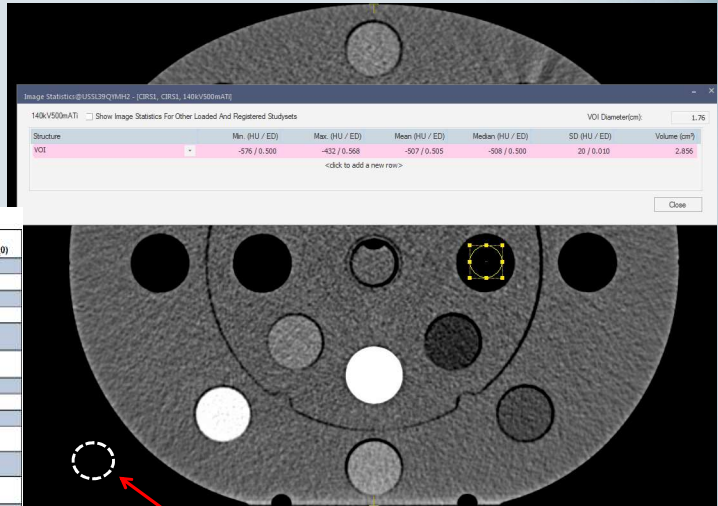 Image Statistics@USSL39QYMH2 - [CIRS1, CIRS1, 140kV500mATi]
140kV500mATi Show Image Statistics For Other Loaded And Registered Studysets VOI Diameter(cm): 1.76
Structure Min. (HU / ED) Max. (HU / ED) Mean (HU / ED) Median (HU / ED) SD (HU / ED) Volume (cm³)
VOI -576 / 0.500 -432 / 0.568 -507 / 0.505 -508 / 0.500 20 / 0.010 2.856
<click to add a new row>
Close